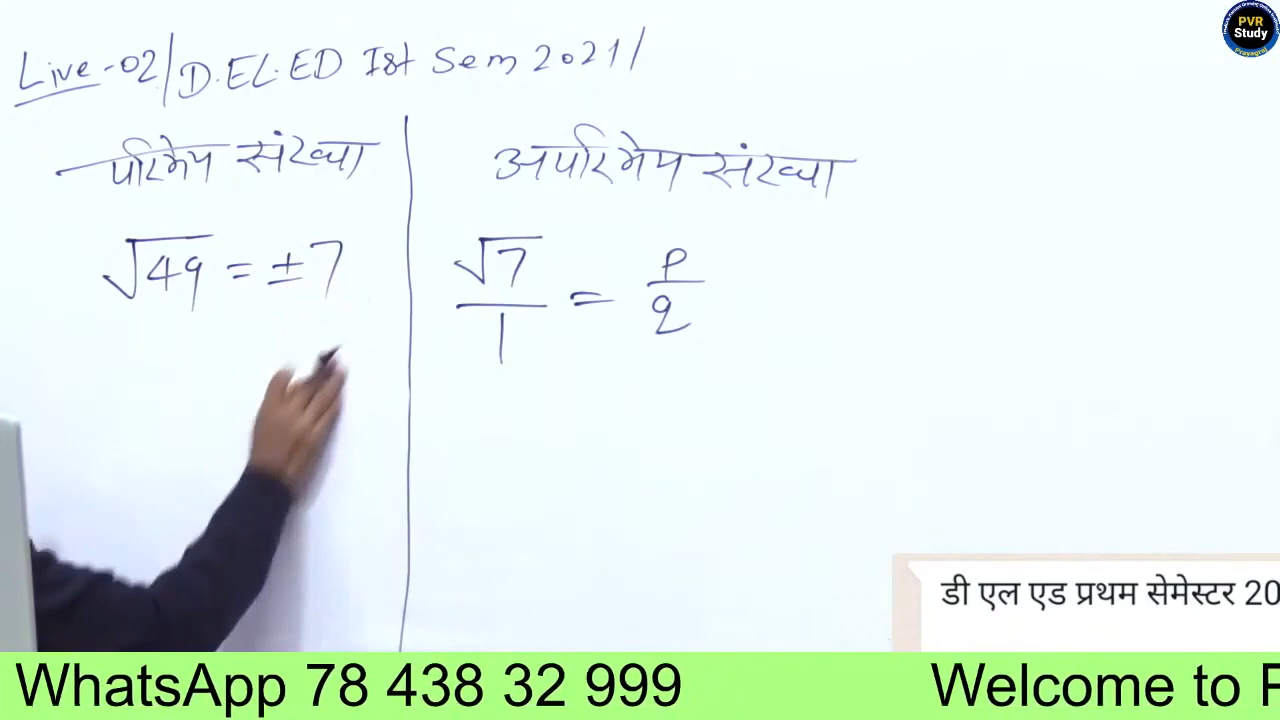 Live-02/D.EL.ED Ist Sem 2021/
PVR
Study
Prayagraj
परिमेय संख्या
अपरिमेय संख्या
√49 = ±7
√7/1 = p/q
डी एल एड प्रथम सेमेस्टर 20
WhatsApp 78 438 32 999
Welcome to P